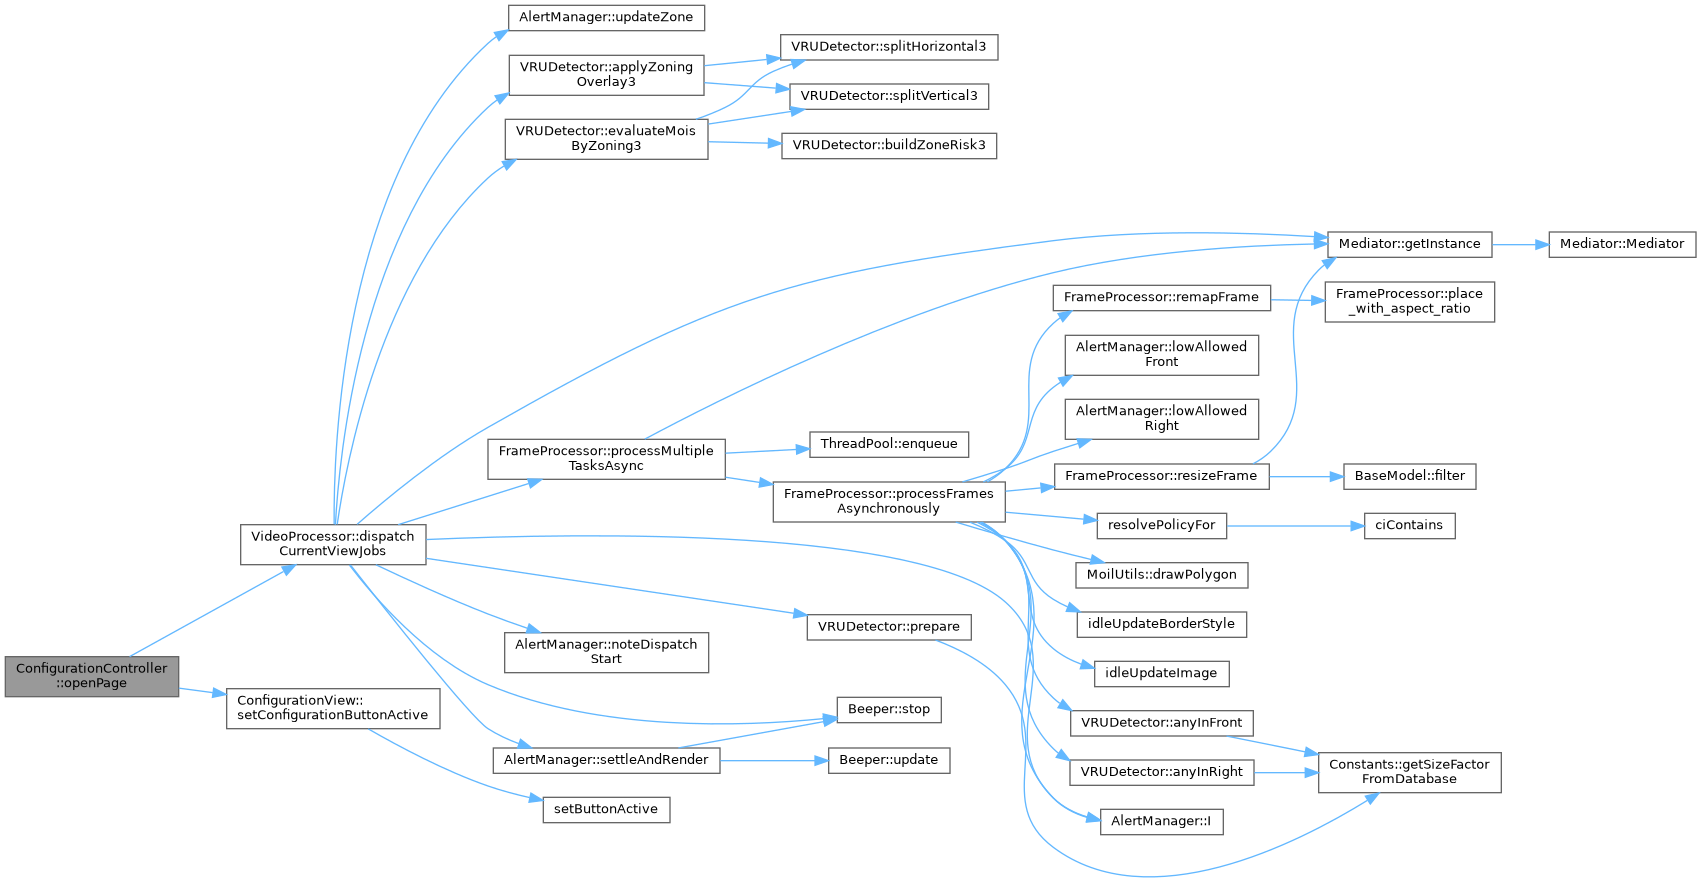 AlertManager::updateZone
VRUDetector::splitHorizontal3
VRUDetector::applyZoning
Overlay3
VRUDetector::splitVertical3
VRUDetector::evaluateMois
ByZoning3
VRUDetector::buildZoneRisk3
Mediator::getInstance
Mediator::Mediator
FrameProcessor::remapFrame
FrameProcessor::place
_with_aspect_ratio
AlertManager::lowAllowed
Front
AlertManager::lowAllowed
Right
ThreadPool::enqueue
FrameProcessor::processMultiple
TasksAsync
FrameProcessor::resizeFrame
BaseModel::filter
FrameProcessor::processFrames
Asynchronously
resolvePolicyFor
ciContains
VideoProcessor::dispatch
CurrentViewJobs
MoilUtils::drawPolygon
idleUpdateBorderStyle
VRUDetector::prepare
AlertManager::noteDispatch
Start
idleUpdateImage
ConfigurationController
::openPage
ConfigurationView::
setConfigurationButtonActive
Beeper::stop
VRUDetector::anyInFront
AlertManager::settleAndRender
Beeper::update
VRUDetector::anyInRight
Constants::getSizeFactor
FromDatabase
setButtonActive
AlertManager::I